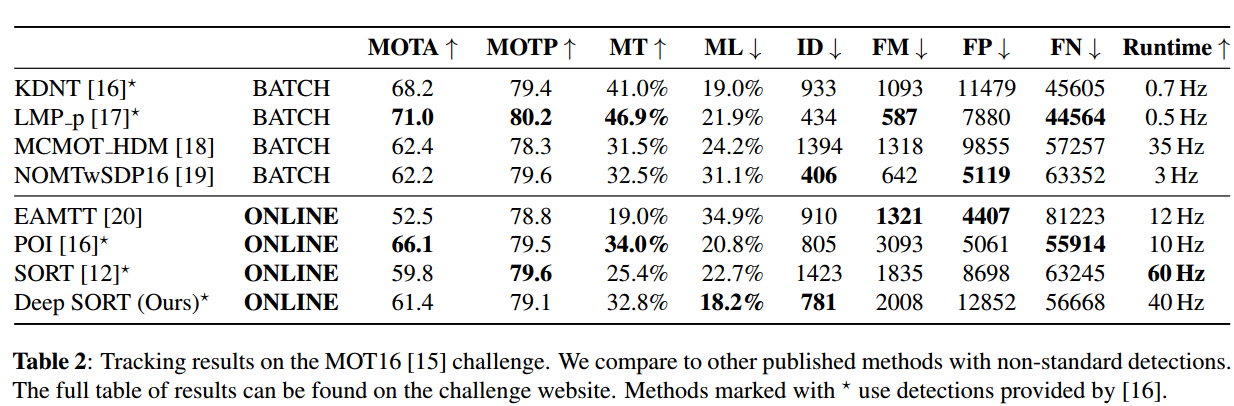 MOTA ↑ MOTP ↑ MT ↑ ML ↓ ID ↓ FM ↓ FP ↓ FN ↓ Runtime ↑
KDNT [16]⋆ BATCH 68.2 79.4 41.0% 19.0% 933 1093 11479 45605 0.7 Hz
LMP_p [17]⋆ BATCH 71.0 80.2 46.9% 21.9% 434 587 7880 44564 0.5 Hz
MCMOT_HDM [18] BATCH 62.4 78.3 31.5% 24.2% 1394 1318 9855 57257 35 Hz
NOMTwSDP16 [19] BATCH 62.2 79.6 32.5% 31.1% 406 642 5119 63352 3 Hz
EAMTT [20] ONLINE 52.5 78.8 19.0% 34.9% 910 1321 4407 81223 12 Hz
POI [16]⋆ ONLINE 66.1 79.5 34.0% 20.8% 805 3093 5061 55914 10 Hz
SORT [12]⋆ ONLINE 59.8 79.6 25.4% 22.7% 1423 1835 8698 63245 60 Hz
Deep SORT (Ours)⋆ ONLINE 61.4 79.1 32.8% 18.2% 781 2008 12852 56668 40 Hz
Table 2: Tracking results on the MOT16 [15] challenge. We compare to other published methods with non-standard detections.
The full table of results can be found on the challenge website. Methods marked with ⋆ use detections provided by [16].